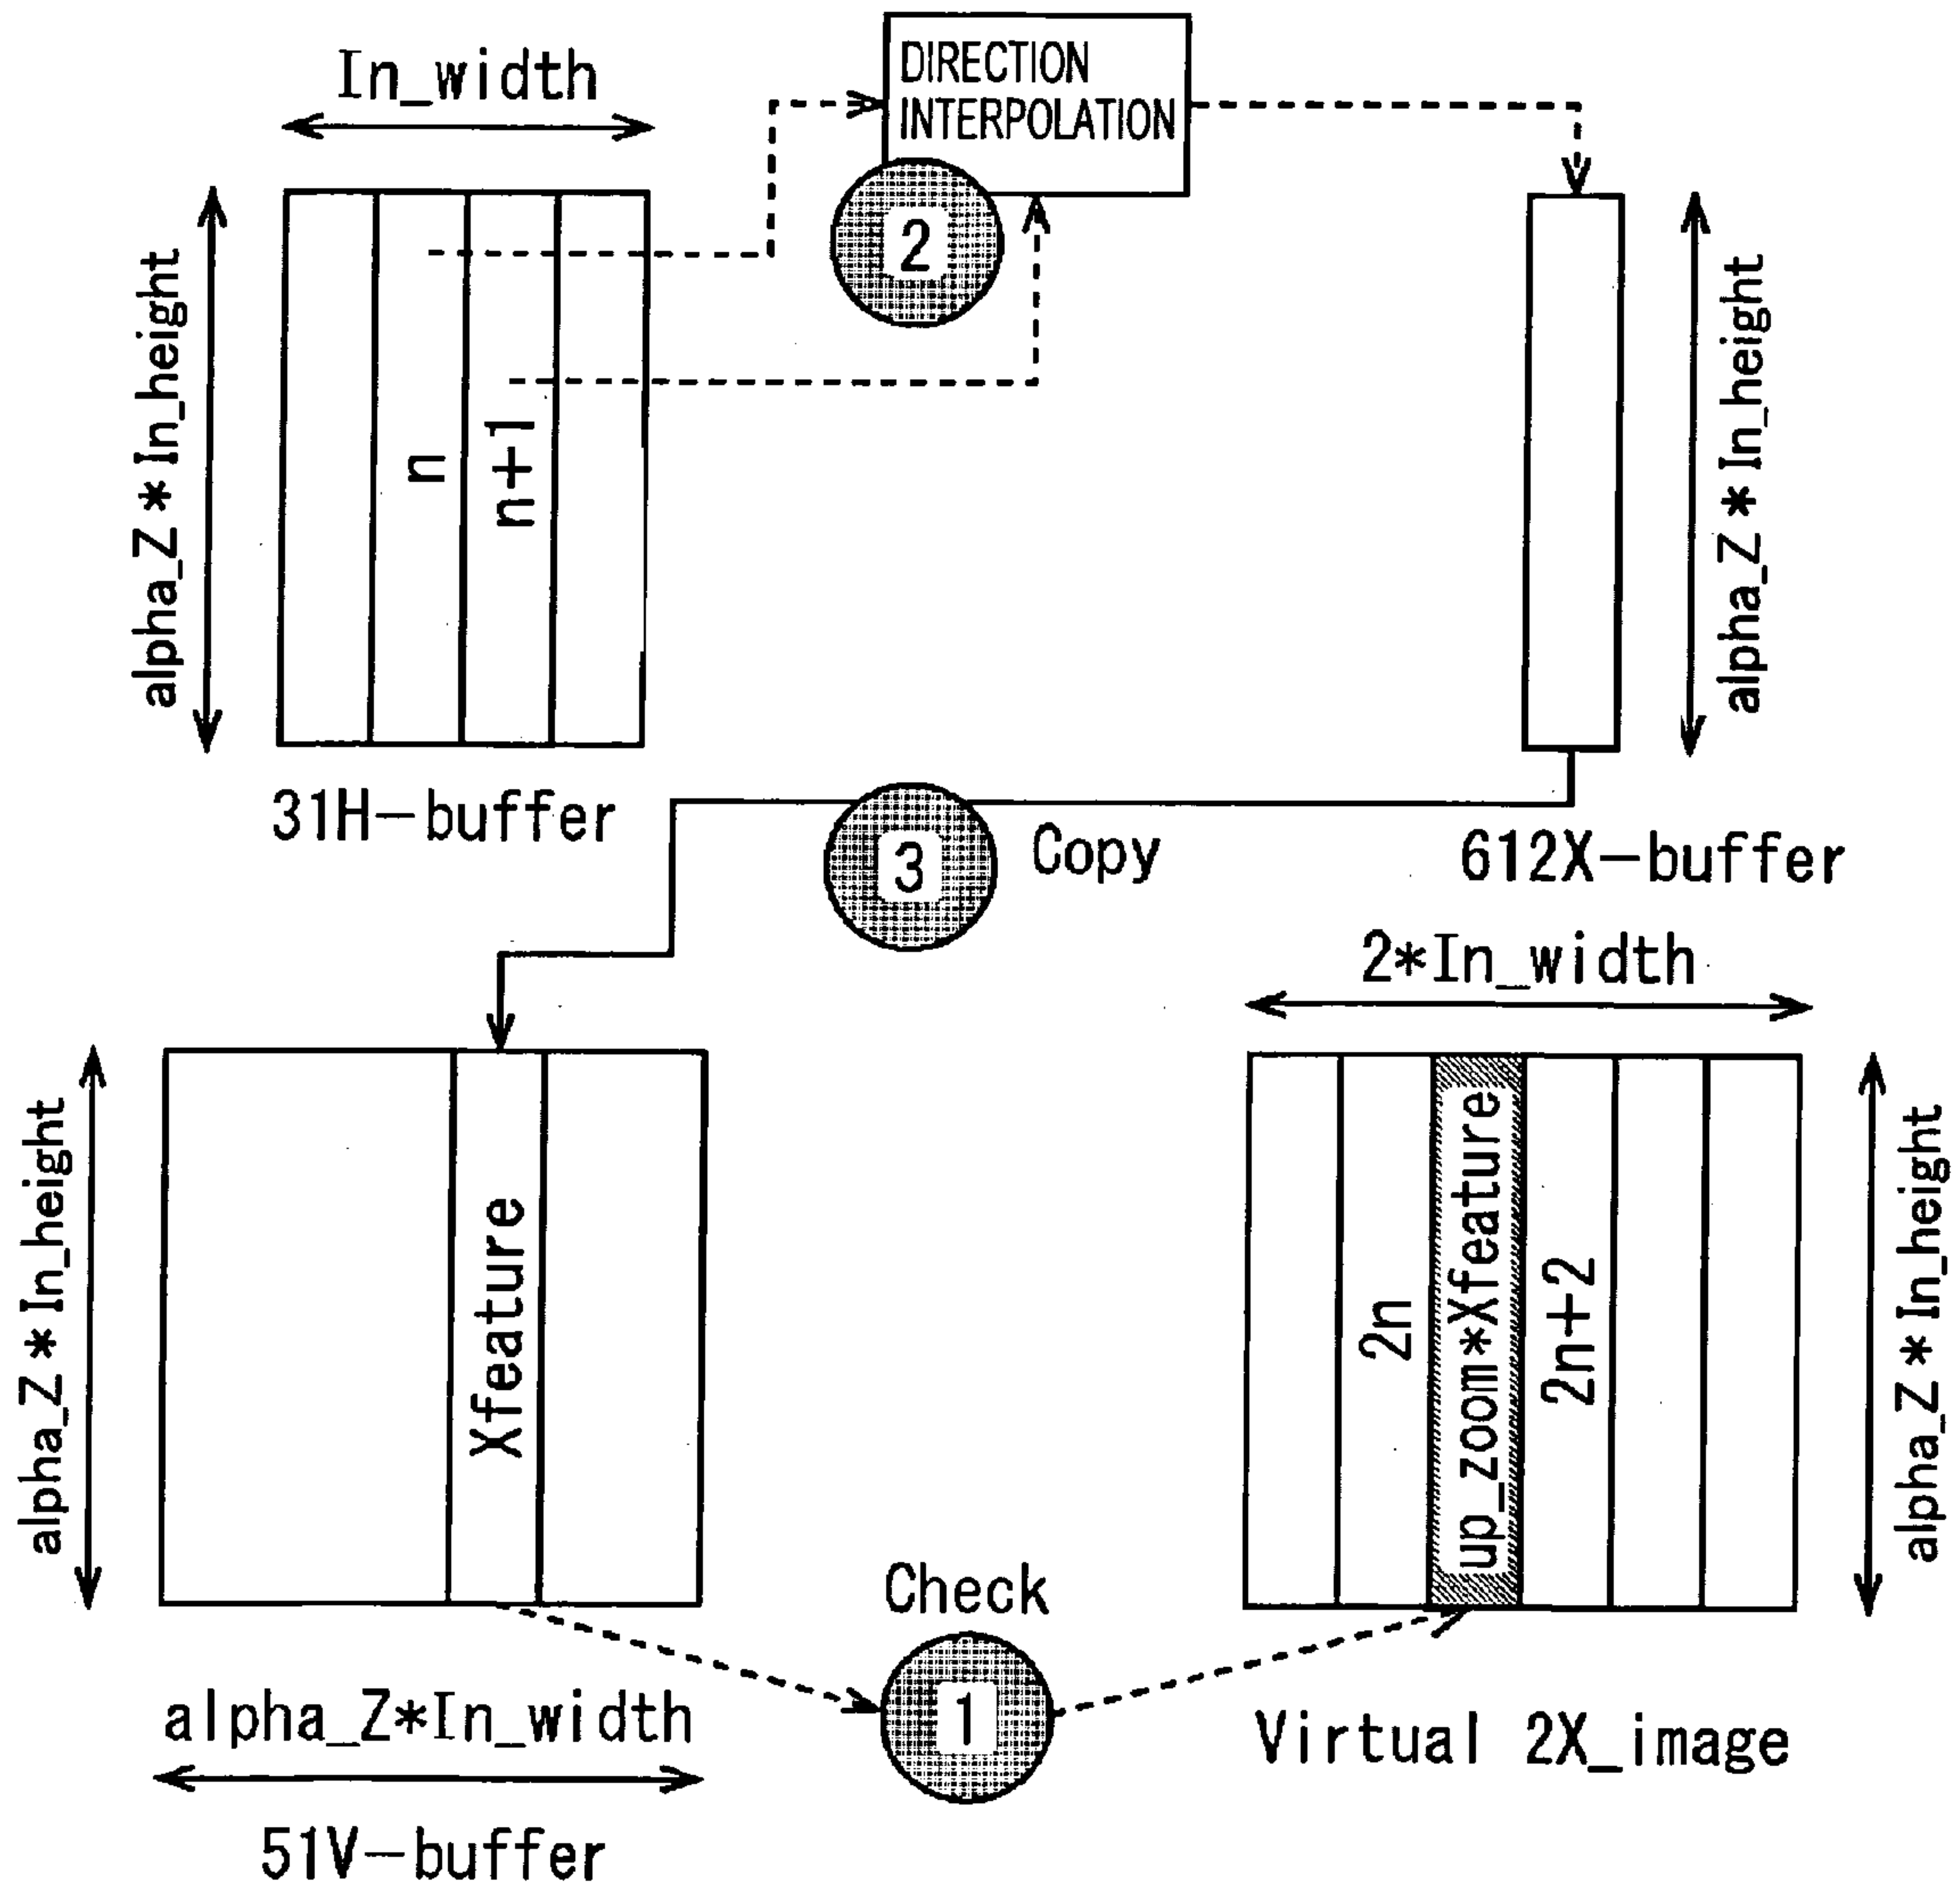 In_width
DIRECTION
INTERPOLATION
2
alpha_Z*In_height
n
n+1
alpha_Z*In_height
31H-buffer
3
Copy
612X-buffer
2*In_width
alpha_Z*In_height
Xfeature
2n
up_zoom*Xfeature
2n+2
alpha_Z*In_height
Check
1
alpha_Z*In_width
Virtual 2X_image
51V-buffer